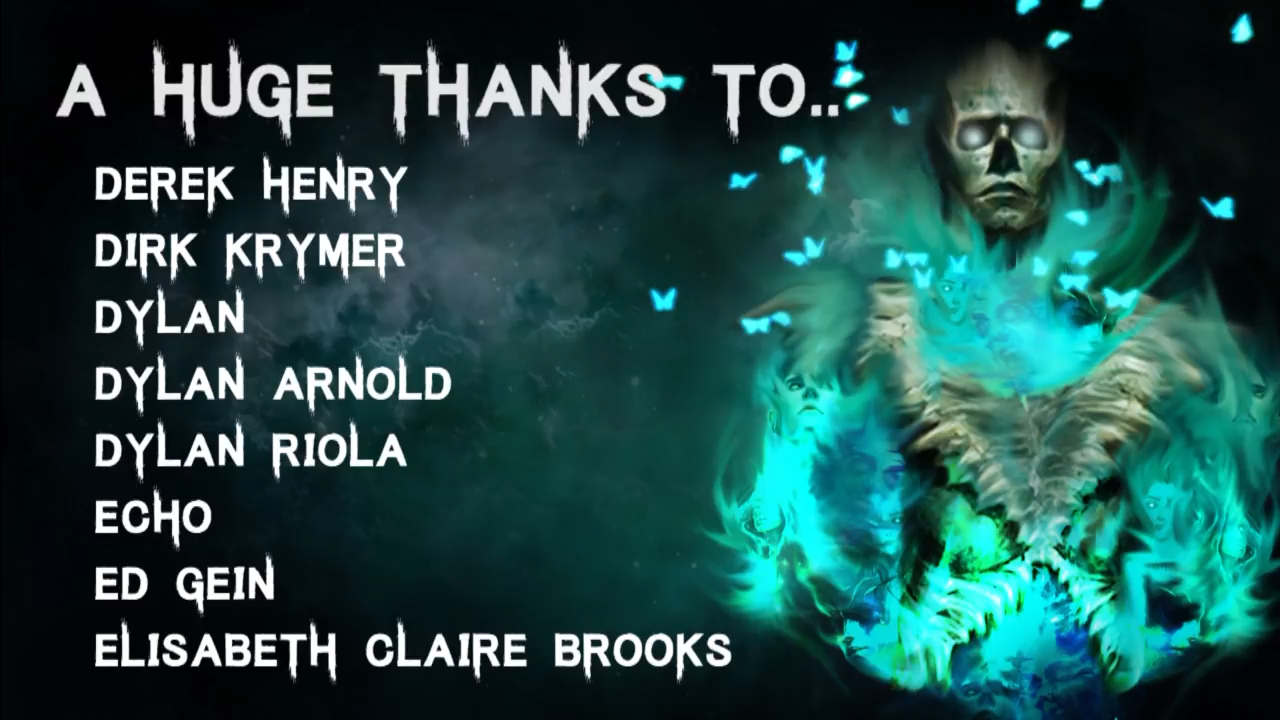 A HUGE THANKS TO..
DEREK HENRY
DIRK KRYMER
DYLAN
DYLAN ARNOLD
DYLAN RIOLA
ECHO
ED GEIN
ELISABETH CLAIRE BROOKS